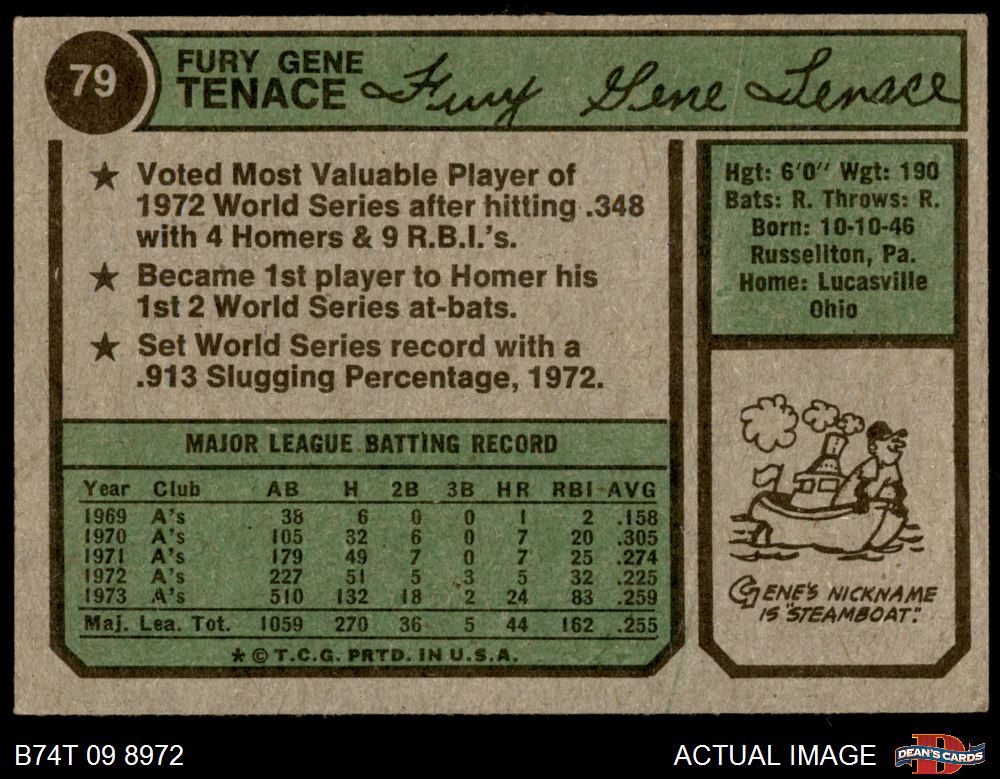 79
FURY GENE
TENACE
Fury Gene Tenace
★ Voted Most Valuable Player of
1972 World Series after hitting .348
with 4 Homers & 9 R.B.I.'s.
★ Became 1st player to Homer his
1st 2 World Series at-bats.
★ Set World Series record with a
.913 Slugging Percentage, 1972.
Hgt: 6'0" Wgt: 190
Bats: R. Throws: R.
Born: 10-10-46
Russellton, Pa.
Home: Lucasville
Ohio
MAJOR LEAGUE BATTING RECORD
Year Club AB H 2B 3B HR RBI AVG
1969 A's 38 6 0 0 1 2 .158
1970 A's 105 32 6 0 7 20 .305
1971 A's 179 49 7 0 7 25 .274
1972 A's 227 51 5 3 5 32 .225
1973 A's 510 132 18 2 24 83 .259
Maj. Lea. Tot. 1059 270 36 5 44 162 .255
* © T.C.G. PRTD. IN U.S.A.
GENE'S NICKNAME
IS "STEAMBOAT."
B74T 09 8972
ACTUAL IMAGE
DEAN'S CARDS